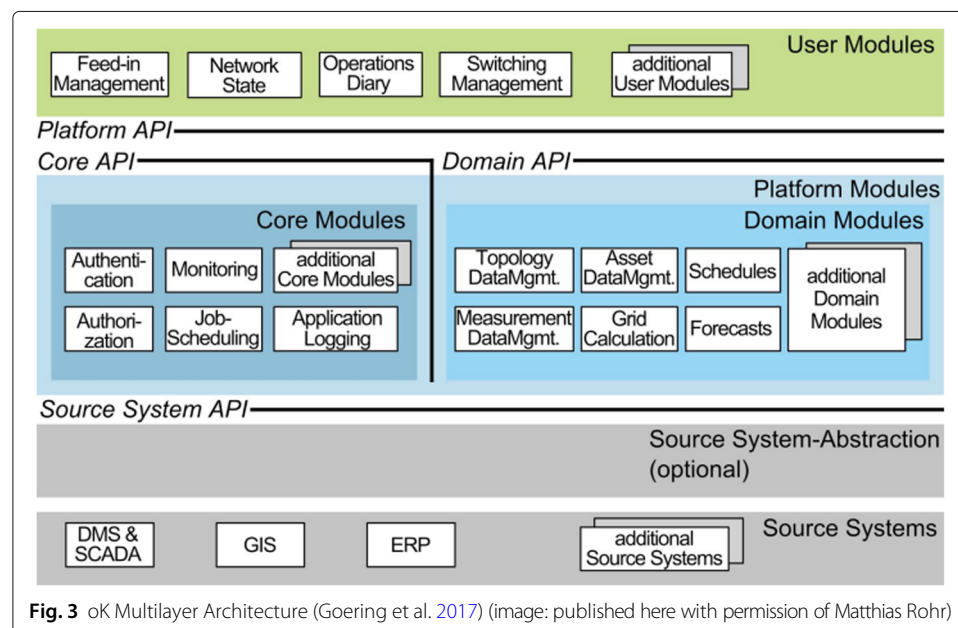 User Modules
Feed-in
Management
Network
State
Operations
Diary
Switching
Management
additional
User Modules
Platform API
Core API
Domain API
Platform Modules
Core Modules
Authenti-
cation
Monitoring
additional
Core Modules
Authori-
zation
Job-
Scheduling
Application
Logging
Domain Modules
Topology
DataMgmt.
Asset
DataMgmt.
Schedules
additional
Domain
Modules
Measurement
DataMgmt.
Grid
Calculation
Forecasts
Source System API
Source System-Abstraction
(optional)
Source Systems
DMS &
SCADA
GIS
ERP
additional
Source Systems
Fig. 3 oK Multilayer Architecture (Goering et al. 2017) (image: published here with permission of Matthias Rohr)